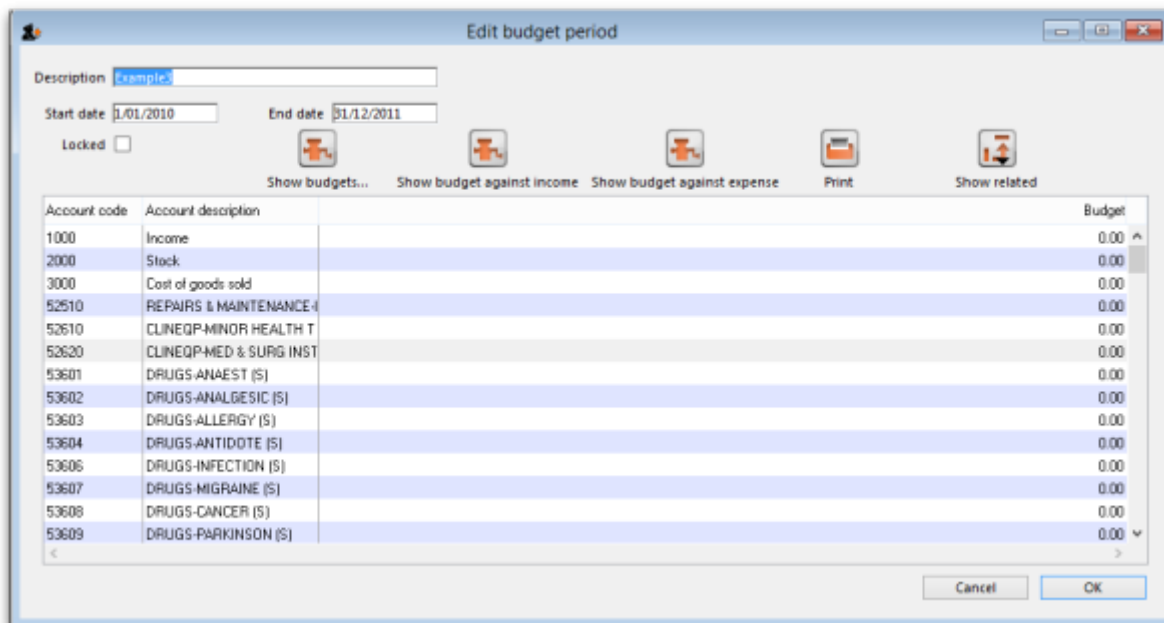 Edit budget period
Description Example3
Start date 1/01/2010 End date 31/12/2011
Locked
Show budgets... Show budget against income Show budget against expense Print Show related
Account code Account description Budget
1000 Income 0.00
2000 Stock 0.00
3000 Cost of goods sold 0.00
52510 REPAIRS & MAINTENANCE- 0.00
52610 CLINEQP-MINOR HEALTH T 0.00
52620 CLINEQP-MED & SURG INST 0.00
53601 DRUGS-ANAEST (S) 0.00
53602 DRUGS-ANALGESIC (S) 0.00
53603 DRUGS-ALLERGY (S) 0.00
53604 DRUGS-ANTIDOTE (S) 0.00
53606 DRUGS-INFECTION (S) 0.00
53607 DRUGS-MIGRAINE (S) 0.00
53608 DRUGS-CANCER (S) 0.00
53609 DRUGS-PARKINSON (S) 0.00
Cancel OK